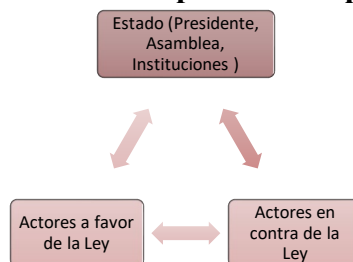 Estado (Presidente,
Asamblea,
Instituciones )
Actores a favor
de la Ley
Actores en
contra de la
Ley